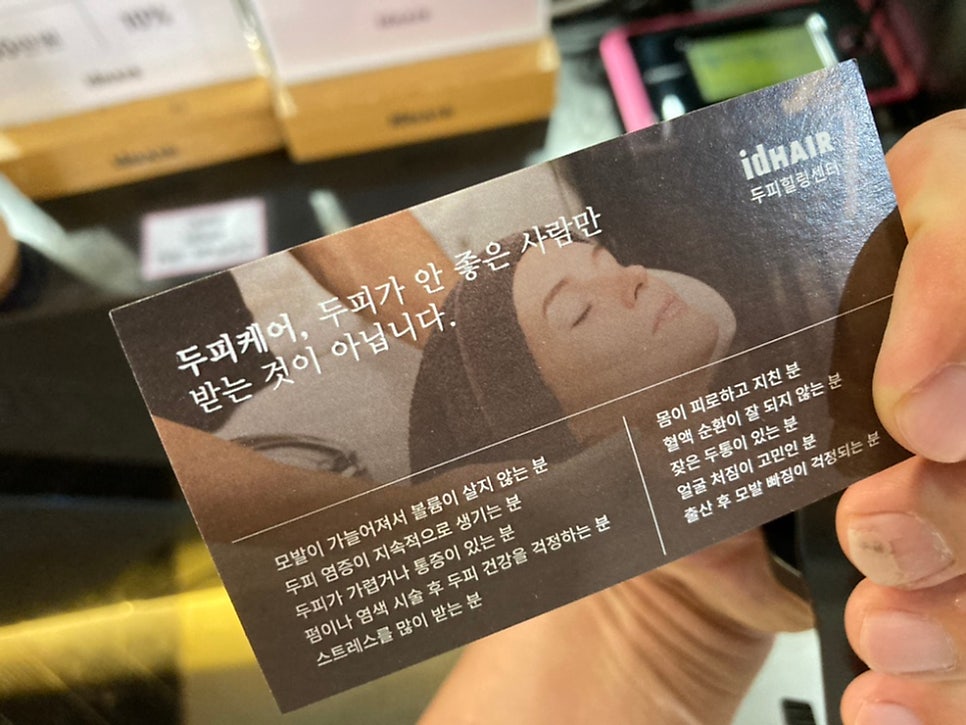 idHAIR
두피힐링센터
두피케어, 두피가 안 좋은 사람만
받는 것이 아닙니다.
모발이 가늘어져서 볼륨이 살지 않는 분
두피 염증이 지속적으로 생기는 분
두피가 가렵거나 통증이 있는 분
펌이나 염색 시술 후 두피 건강을 걱정하는 분
스트레스를 많이 받는 분
몸이 피로하고 지친 분
혈액 순환이 잘 되지 않는 분
잦은 두통이 있는 분
얼굴 처짐이 고민인 분
출산 후 모발 빠짐이 걱정되는 분
10%